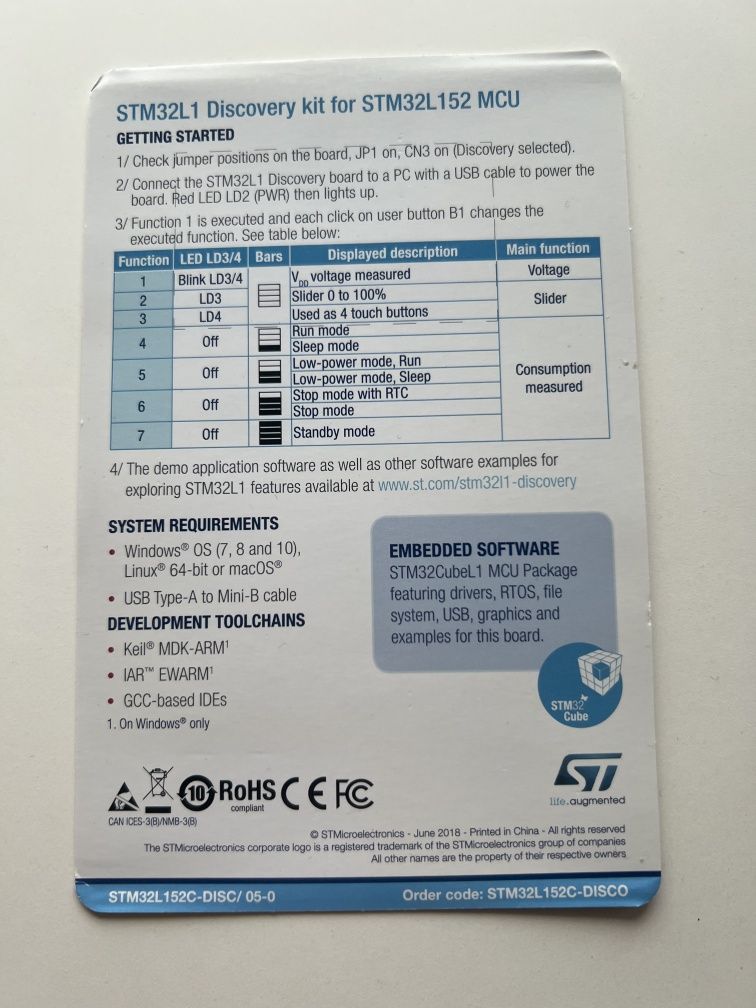 STM32L1 Discovery kit for STM32L152 MCU
GETTING STARTED
1/ Check jumper positions on the board, JP1 on, CN3 on (Discovery selected).
2/ Connect the STM32L1 Discovery board to a PC with a USB cable to power the
board. Red LED LD2 (PWR) then lights up.
3/ Function 1 is executed and each click on user button B1 changes the
executed function. See table below:
Function LED LD3/4 Bars Displayed description Main function
1 Blink LD3/4 VDD voltage measured Voltage
2 LD3 Slider 0 to 100% Slider
3 LD4 Used as 4 touch buttons
4 Off Run mode
Sleep mode
5 Off Low-power mode, Run
Low-power mode, Sleep
Consumption
measured
6 Off Stop mode with RTC
Stop mode
7 Off Standby mode
4/ The demo application software as well as other software examples for
exploring STM32L1 features available at www.st.com/stm32l1-discovery
SYSTEM REQUIREMENTS
• Windows® OS (7, 8 and 10),
Linux® 64-bit or macOS®
• USB Type-A to Mini-B cable
DEVELOPMENT TOOLCHAINS
• Keil® MDK-ARM¹
• IAR™ EWARM¹
• GCC-based IDEs
1. On Windows® only
EMBEDDED SOFTWARE
STM32CubeL1 MCU Package
featuring drivers, RTOS, file
system, USB, graphics and
examples for this board.
STM32
Cube
10 RoHS CE FC
compliant
CAN ICES-3(B)/NMB-3(B)
ST
life.augmented
© STMicroelectronics - June 2018 - Printed in China - All rights reserved
The STMicroelectronics corporate logo is a registered trademark of the STMicroelectronics group of companies
All other names are the property of their respective owners
STM32L152C-DISC/ 05-0 Order code: STM32L152C-DISCO